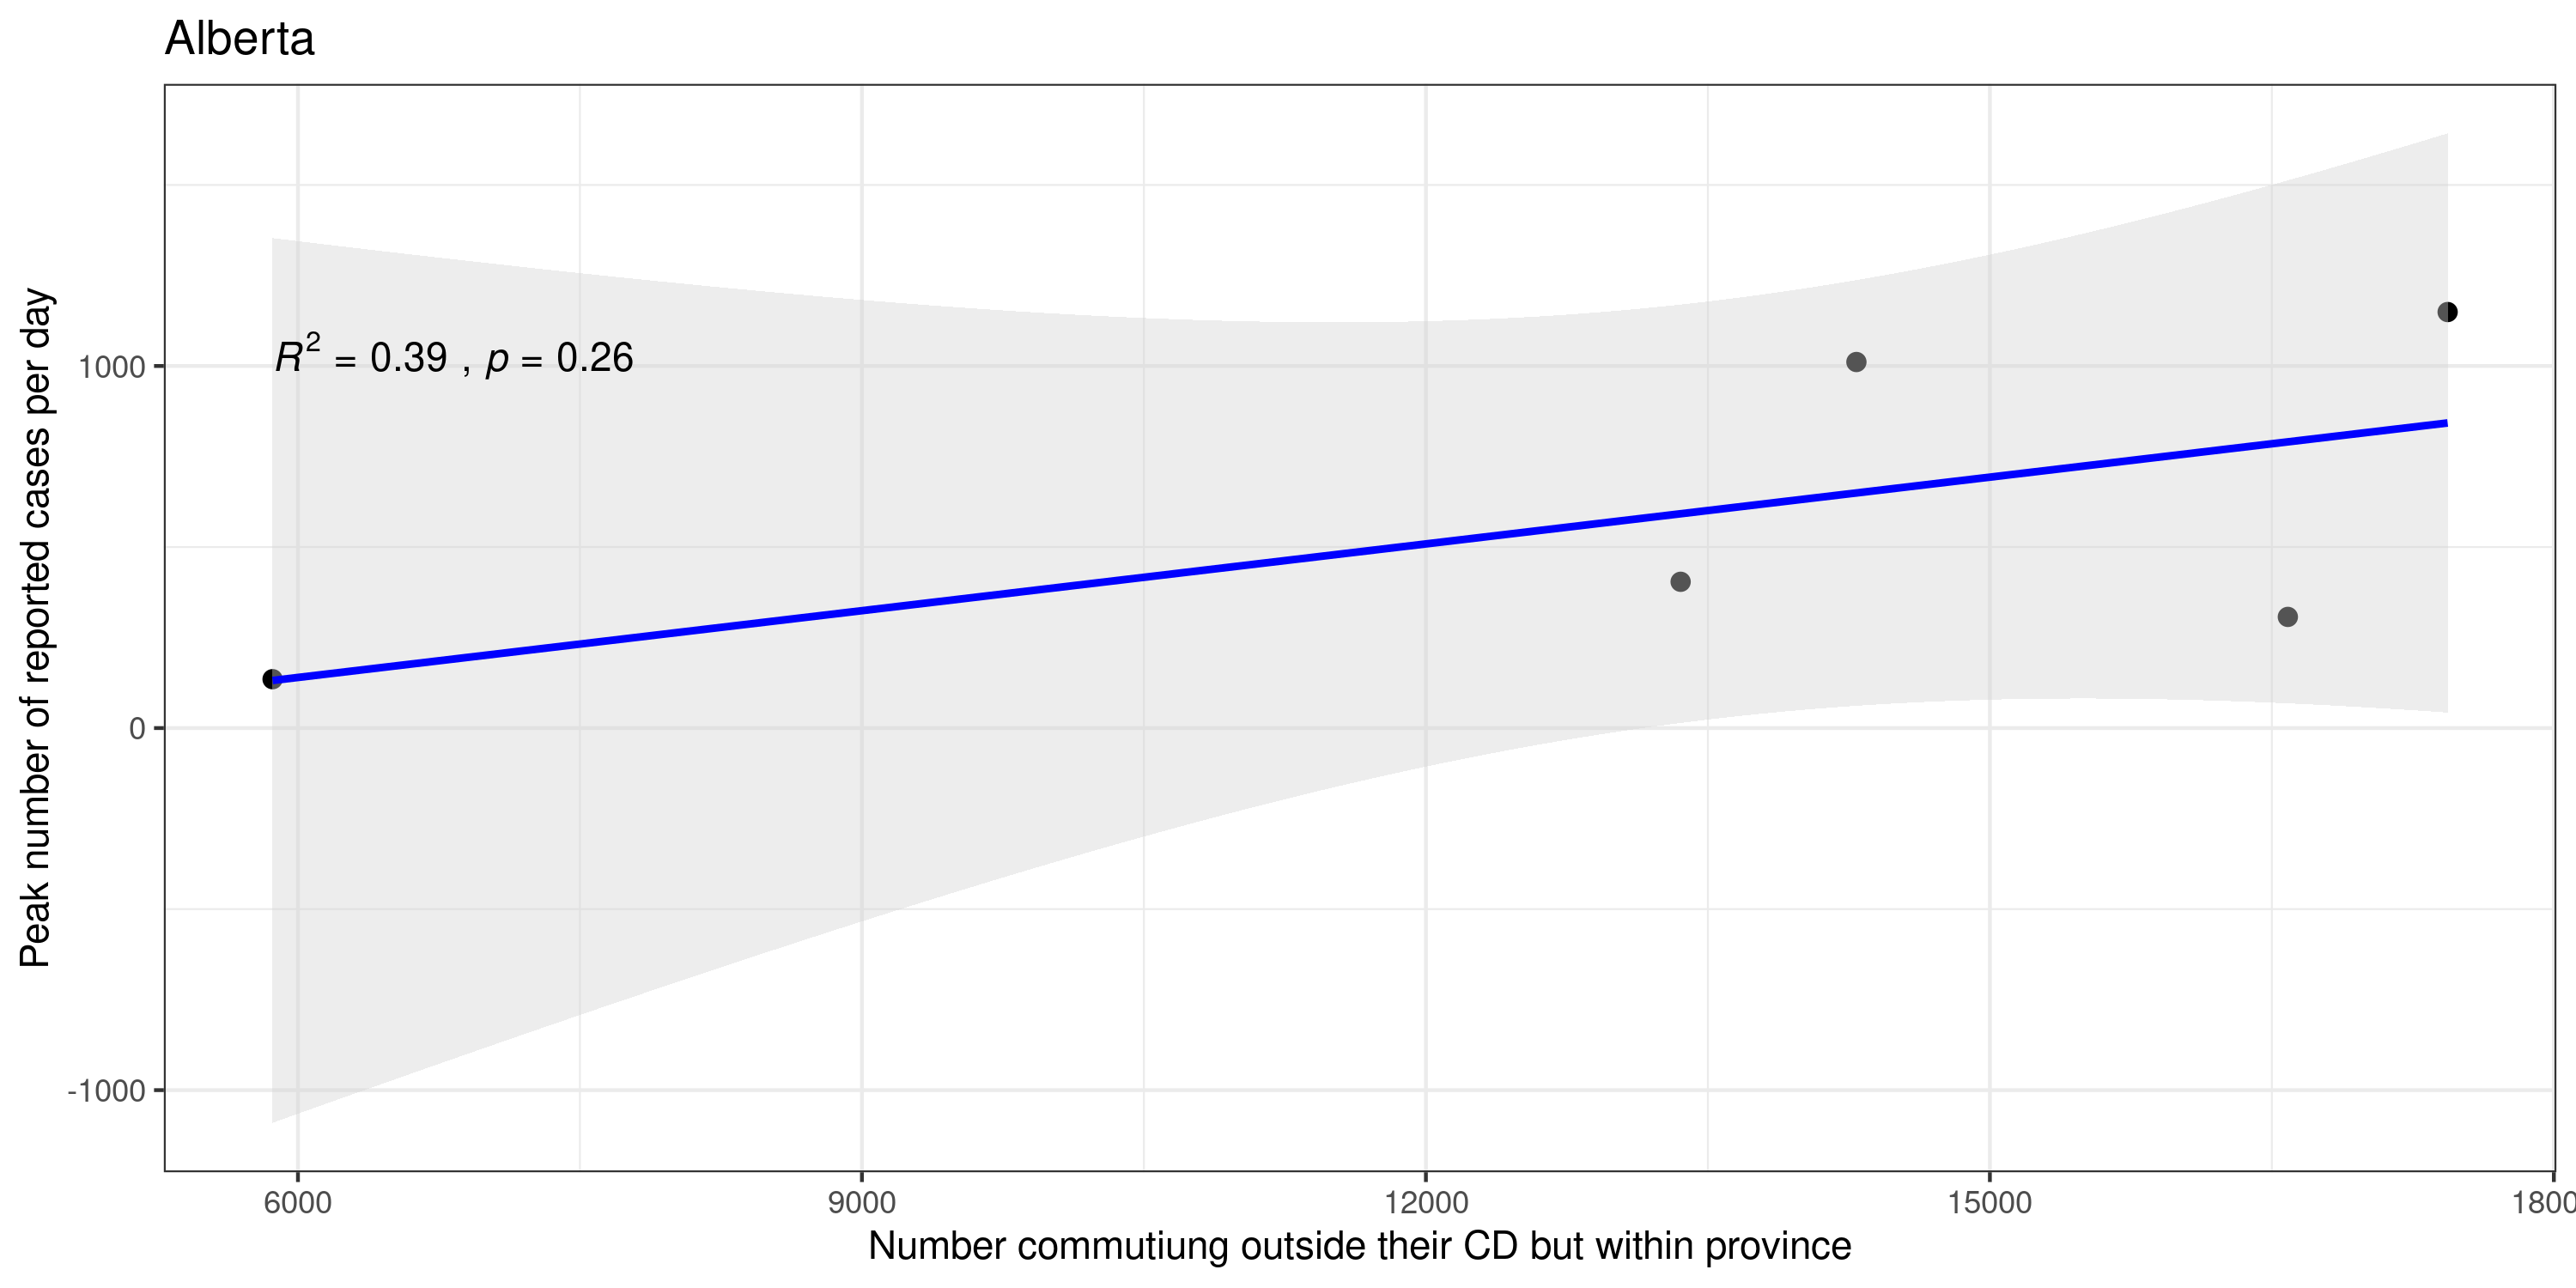 Alberta
Peak number of reported cases per day
R² = 0.39 , p = 0.26
1000
0
-1000
6000 9000 12000 15000 1800
Number commutiung outside their CD but within province